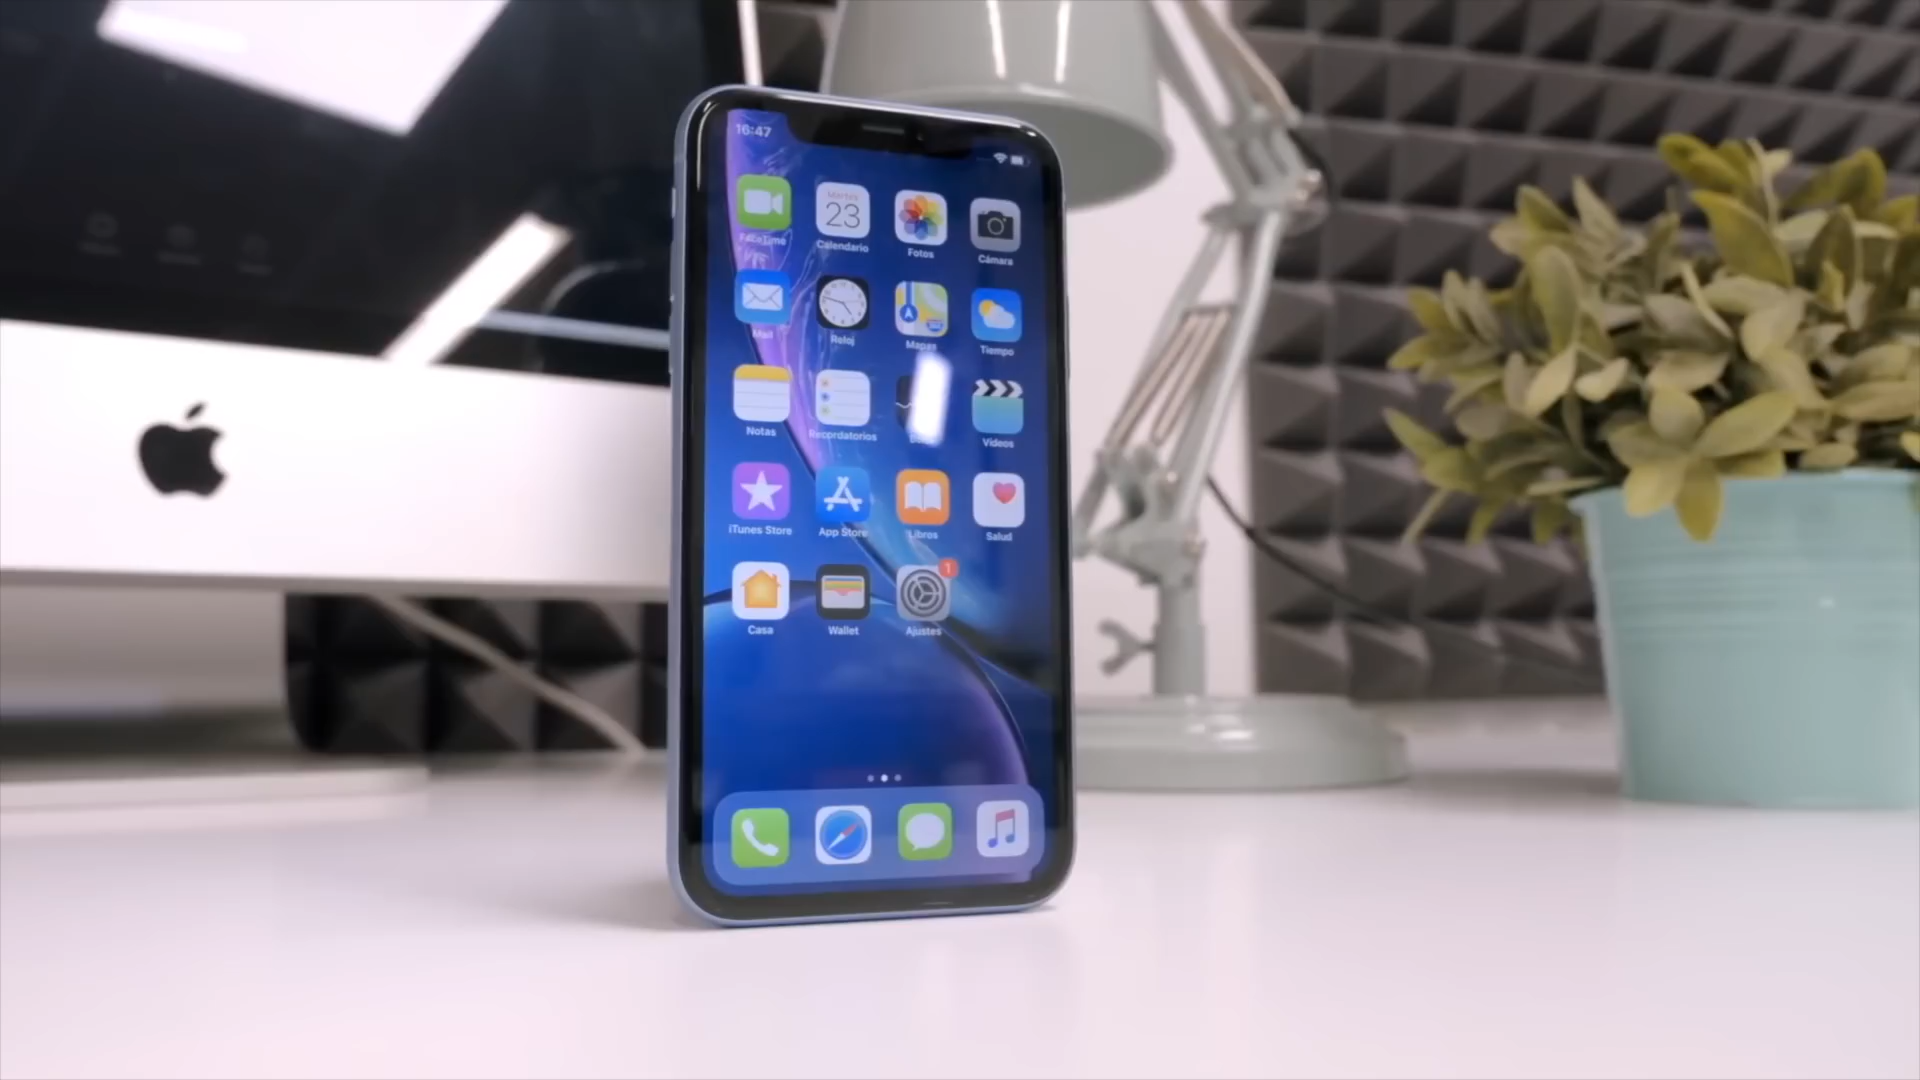 16:47
MARTES
23
FaceTime
Calendario
Fotos
Cámara
Mail
Reloj
Mapas
Tiempo
Notas
Recordatorios
Vídeos
iTunes Store
App Store
Libros
Salud
1
Casa
Wallet
Ajustes